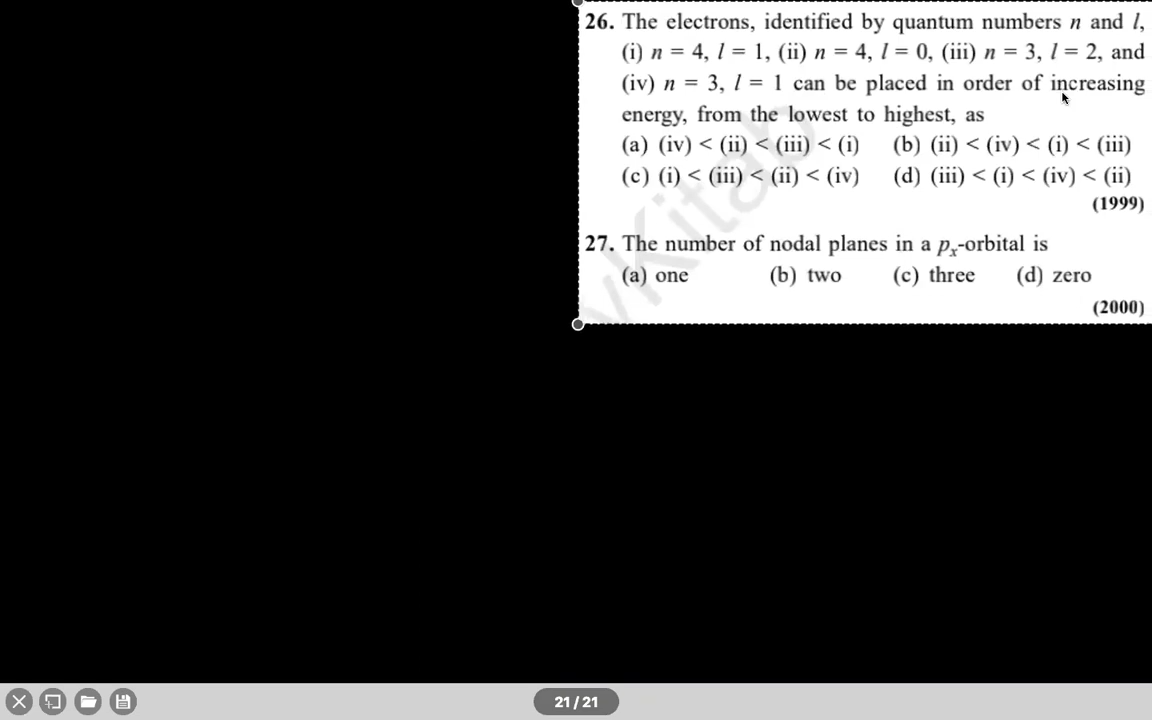 26. The electrons, identified by quantum numbers n and l,
(i) n = 4, l = 1, (ii) n = 4, l = 0, (iii) n = 3, l = 2, and
(iv) n = 3, l = 1 can be placed in order of increasing
energy, from the lowest to highest, as
(a) (iv) < (ii) < (iii) < (i) (b) (ii) < (iv) < (i) < (iii)
(c) (i) < (iii) < (ii) < (iv) (d) (iii) < (i) < (iv) < (ii)
(1999)
27. The number of nodal planes in a pₓ-orbital is
(a) one (b) two (c) three (d) zero
(2000)
vKitab
21 / 21